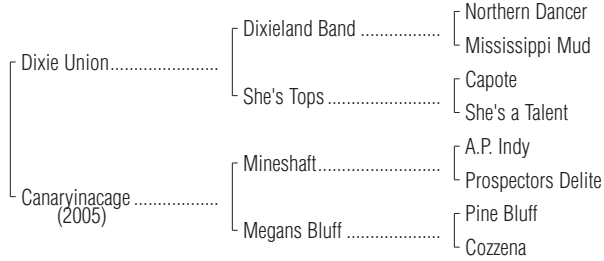 Northern Dancer
Dixieland Band ..................
Mississippi Mud
Dixie Union........................
Capote
She's Tops .........................
She's a Talent
A.P. Indy
Mineshaft...........................
Prospectors Delite
Canaryinacage ...................
(2005)
Pine Bluff
Megans Bluff .....................
Cozzena